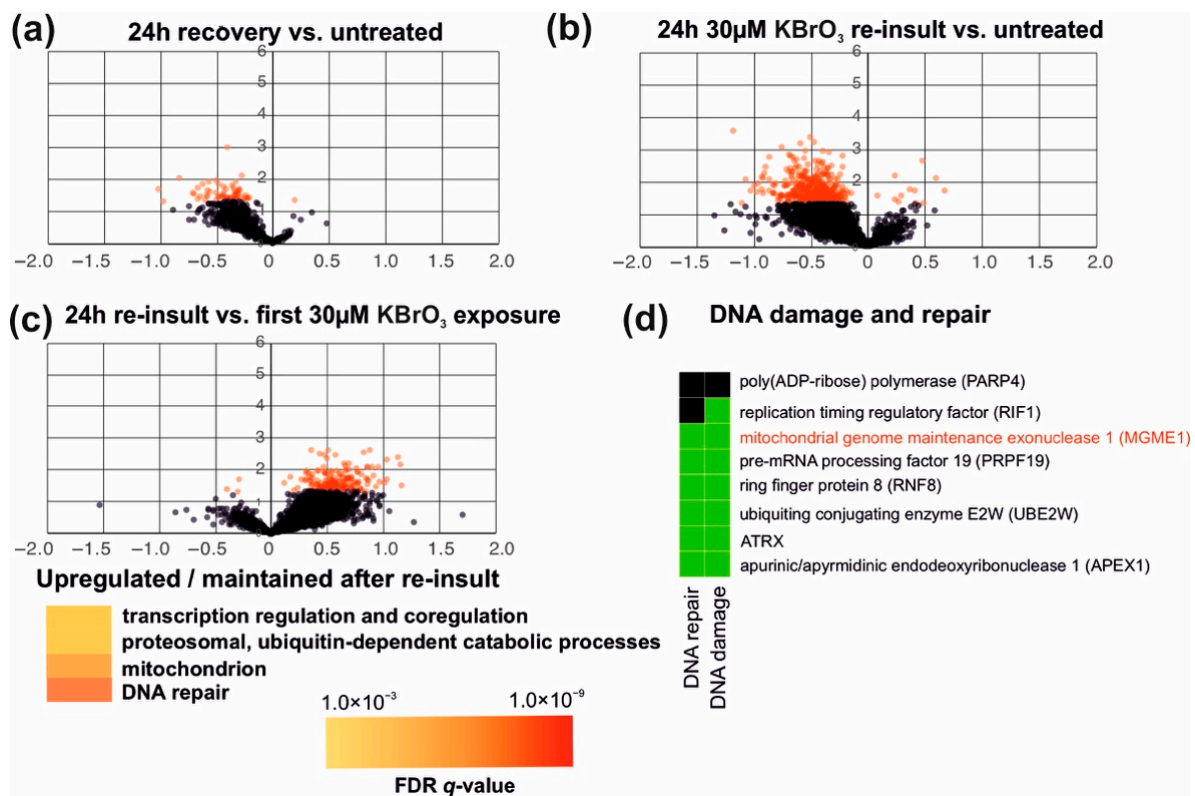 (a)
24h recovery vs. untreated
6
5
4
3
2
1
0
−2.0 −1.5 −1.0 −0.5 0 0.5 1.0 1.5 2.0
(b)
24h 30µM KBrO₃ re-insult vs. untreated
6
5
4
3
2
1
0
−2.0 −1.5 −1.0 −0.5 0 0.5 1.0 1.5 2.0
(c)
24h re-insult vs. first 30µM KBrO₃ exposure
6
5
4
3
2
1
0
−2.0 −1.5 −1.0 −0.5 0 0.5 1.0 1.5 2.0
Upregulated / maintained after re-insult
transcription regulation and coregulation
proteosomal, ubiquitin-dependent catabolic processes
mitochondrion
DNA repair
1.0×10⁻³ 1.0×10⁻⁹
FDR q-value
(d)
DNA damage and repair
poly(ADP-ribose) polymerase (PARP4)
replication timing regulatory factor (RIF1)
mitochondrial genome maintenance exonuclease 1 (MGME1)
pre-mRNA processing factor 19 (PRPF19)
ring finger protein 8 (RNF8)
ubiquiting conjugating enzyme E2W (UBE2W)
ATRX
apurinic/apyrmidinic endodeoxyribonuclease 1 (APEX1)
DNA repair
DNA damage